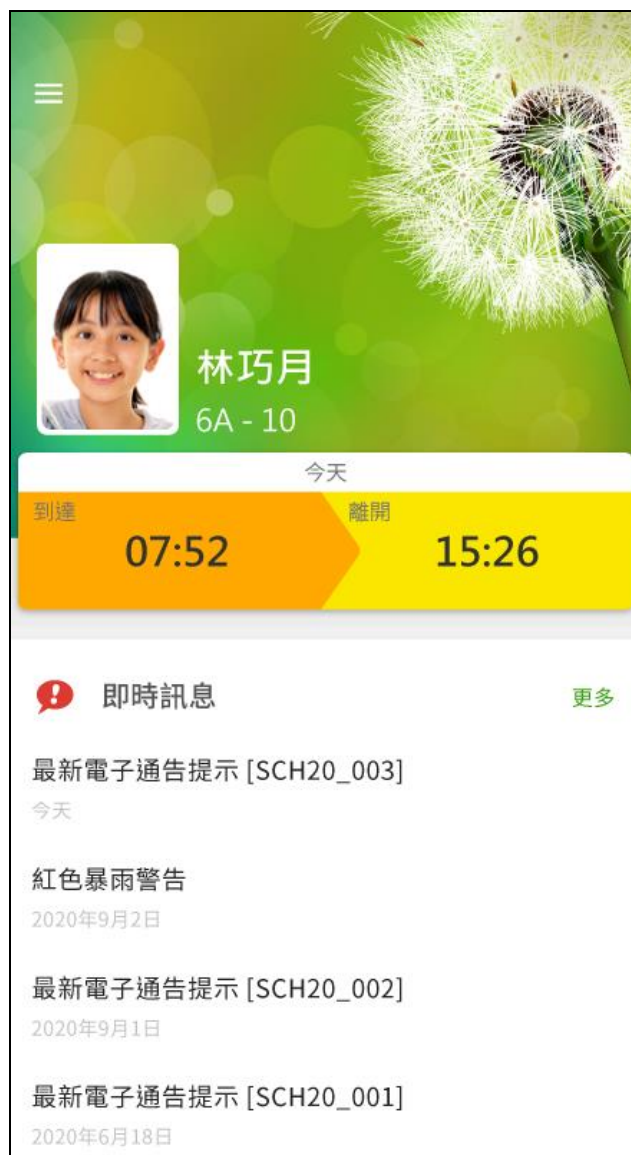 林巧月
6A - 10
今天
到達
離開
07:52
15:26
即時訊息
更多
最新電子通告提示 [SCH20_003]
今天
紅色暴雨警告
2020年9月2日
最新電子通告提示 [SCH20_002]
2020年9月1日
最新電子通告提示 [SCH20_001]
2020年6月18日